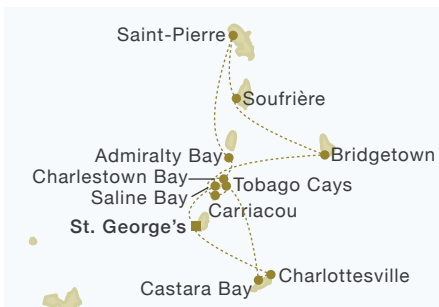 Saint-Pierre
Soufrière
Admiralty Bay
Bridgetown
Charlestown Bay
Tobago Cays
Saline Bay
Carriacou
St. George's
Charlottesville
Castara Bay